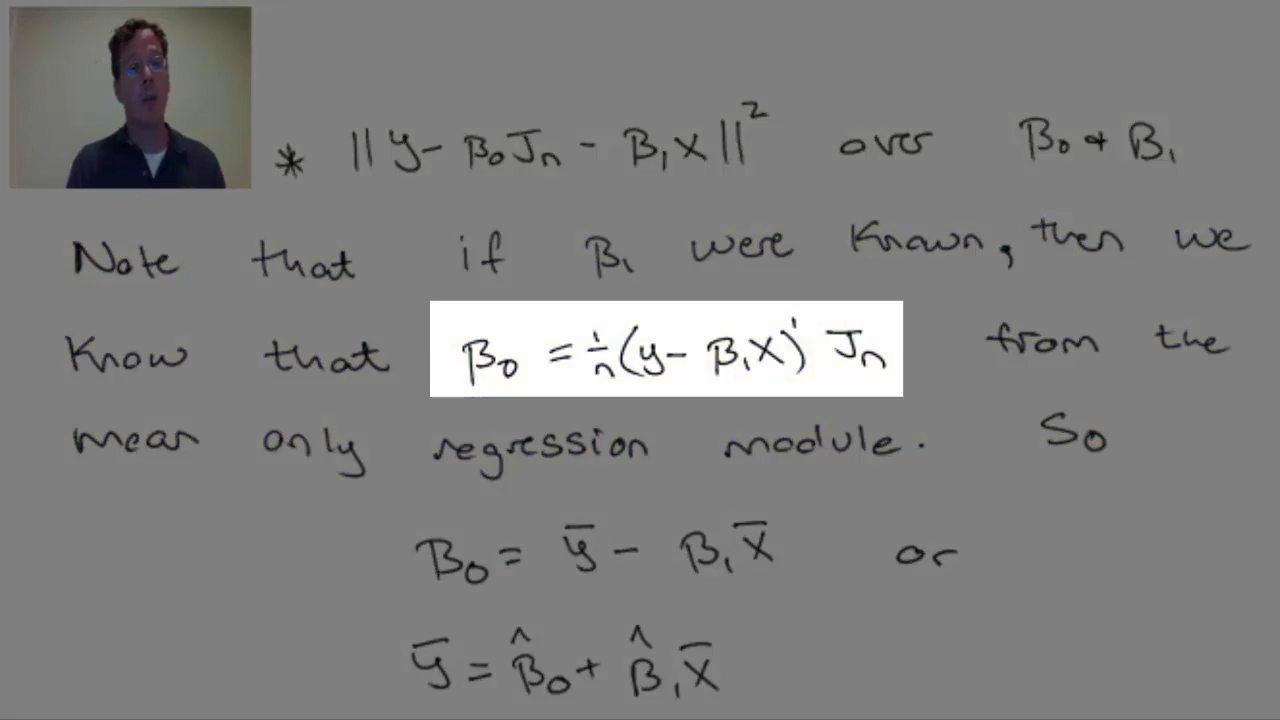 * ||y - β₀Jₙ - β₁x||² over β₀ + β₁
Note that if β₁ were known, then we
know that β₀ = 1/n (y - β₁x)' Jₙ from the
mean only regression module. So
β₀ = ȳ - β₁x̄ or
ȳ = β̂₀ + β̂₁x̄